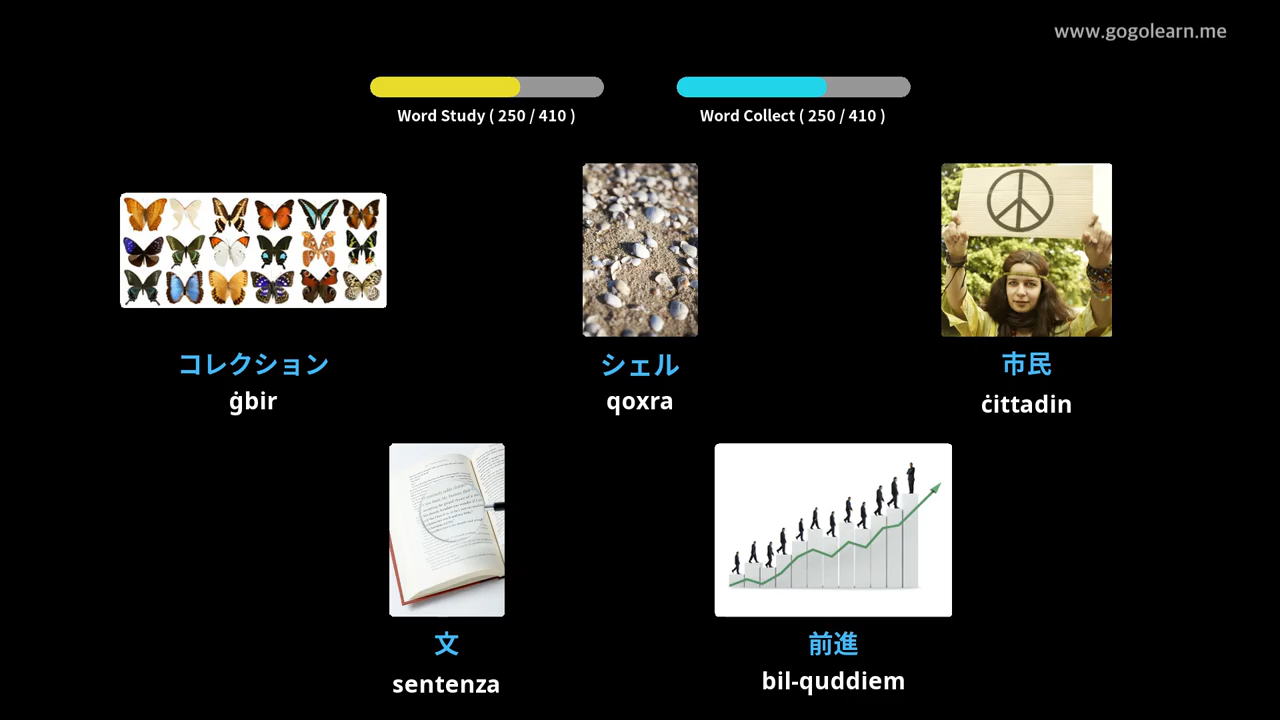 www.gogolearn.me
Word Study ( 250 / 410 )
Word Collect ( 250 / 410 )
コレクション
ġbir
シェル
qoxra
市民
ċittadin
文
sentenza
前進
bil-quddiem